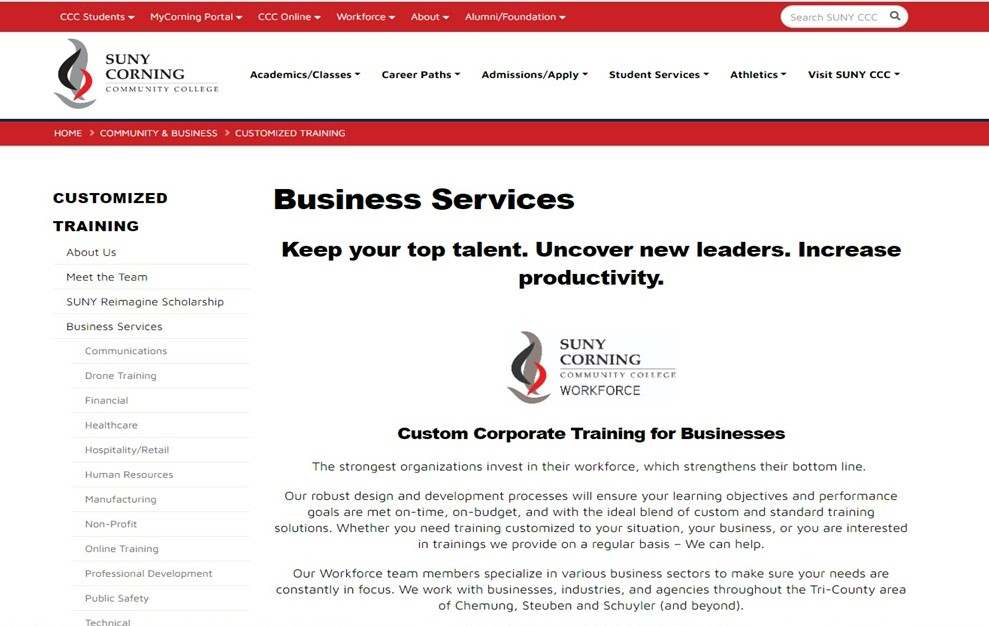 CCC Students MyCorning Portal CCC Online Workforce About Alumni/Foundation Search SUNY CCC
SUNY
CORNING
COMMUNITY COLLEGE
Academics/Classes Career Paths Admissions/Apply Student Services Athletics Visit SUNY CCC
HOME > COMMUNITY & BUSINESS > CUSTOMIZED TRAINING
CUSTOMIZED
TRAINING
About Us
Meet the Team
SUNY Reimagine Scholarship
Business Services
Communications
Drone Training
Financial
Healthcare
Hospitality/Retail
Human Resources
Manufacturing
Non-Profit
Online Training
Professional Development
Public Safety
Technical
Business Services
Keep your top talent. Uncover new leaders. Increase
productivity.
SUNY
CORNING
COMMUNITY COLLEGE
WORKFORCE
Custom Corporate Training for Businesses
The strongest organizations invest in their workforce, which strengthens their bottom line.
Our robust design and development processes will ensure your learning objectives and performance
goals are met on-time, on-budget, and with the ideal blend of custom and standard training
solutions. Whether you need training customized to your situation, your business, or you are interested
in trainings we provide on a regular basis – We can help.
Our Workforce team members specialize in various business sectors to make sure your needs are
constantly in focus. We work with businesses, industries, and agencies throughout the Tri-County area
of Chemung, Steuben and Schuyler (and beyond).